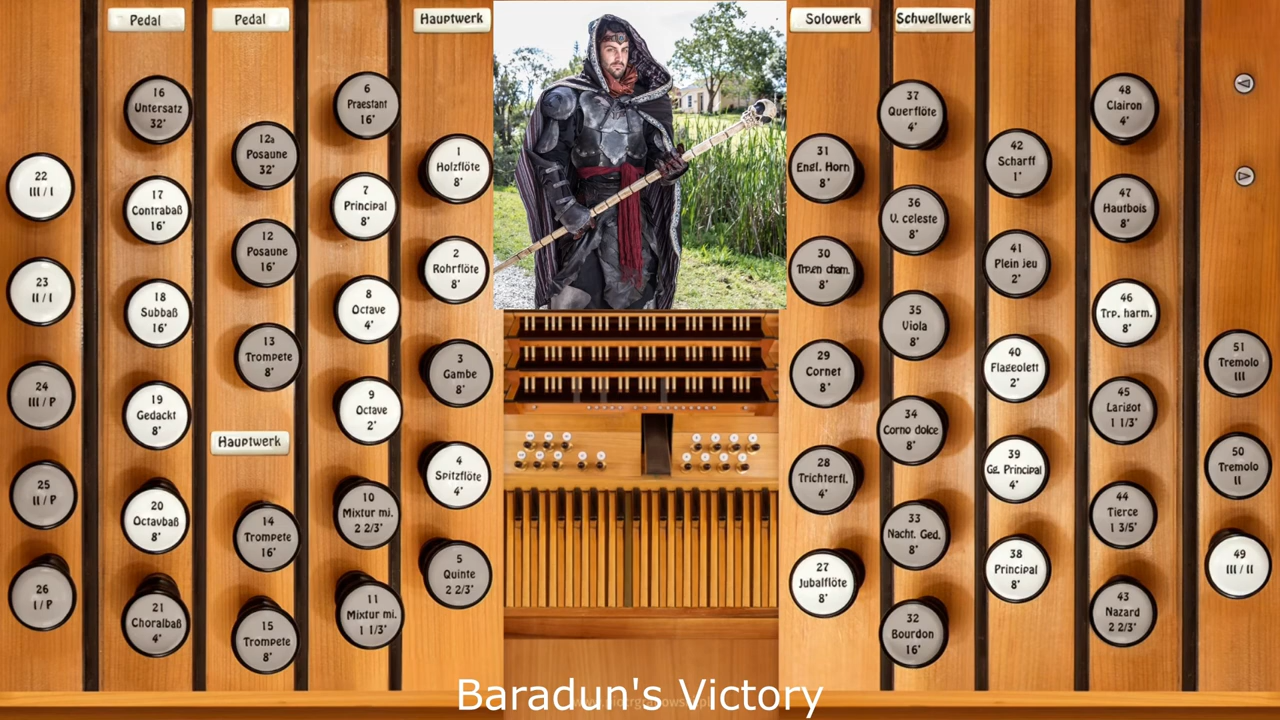 Pedal
Pedal
Hauptwerk
Solowerk
Schwellwerk
22
III / I
23
II / I
24
III / P
25
II / P
26
I / P
16
Untersatz
32'
17
Contrabaß
16'
18
Subbaß
16'
19
Gedackt
8'
20
Octavbaß
8'
21
Choralbaß
4'
12a
Posaune
32'
12
Posaune
16'
13
Trompete
8'
Hauptwerk
14
Trompete
16'
15
Trompete
8'
6
Praestant
16'
7
Principal
8'
8
Octave
4'
9
Octave
2'
10
Mixtur mi.
2 2/3'
11
Mixtur mi.
1 1/3'
1
Holzflöte
8'
2
Rohrflöte
8'
3
Gambe
8'
4
Spitzflöte
4'
5
Quinte
2 2/3'
31
Engl. Horn
8'
30
Trp.en cham.
8'
29
Cornet
8'
28
Trichterfl.
4'
27
Jubalflöte
8'
37
Querflöte
4'
36
V. celeste
8'
35
Viola
8'
34
Corno dolce
8'
33
Nacht. Ged.
8'
32
Bourdon
16'
42
Scharff
1'
41
Plein jeu
2'
40
Flageolett
2'
39
Gg. Principal
4'
38
Principal
8'
48
Clairon
4'
47
Hautbois
8'
46
Trp. harm.
8'
45
Larigot
1 1/3'
44
Tierce
1 3/5'
43
Nazard
2 2/3'
51
Tremolo
III
50
Tremolo
II
49
III / II
Baradun's Victory